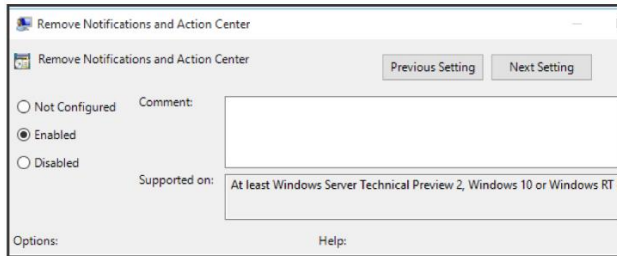 Remove Notifications and Action Center
Remove Notifications and Action Center
Previous Setting
Next Setting
Not Configured
Comment:
Enabled
Disabled
Supported on:
At least Windows Server Technical Preview 2, Windows 10 or Windows RT
Options:
Help: